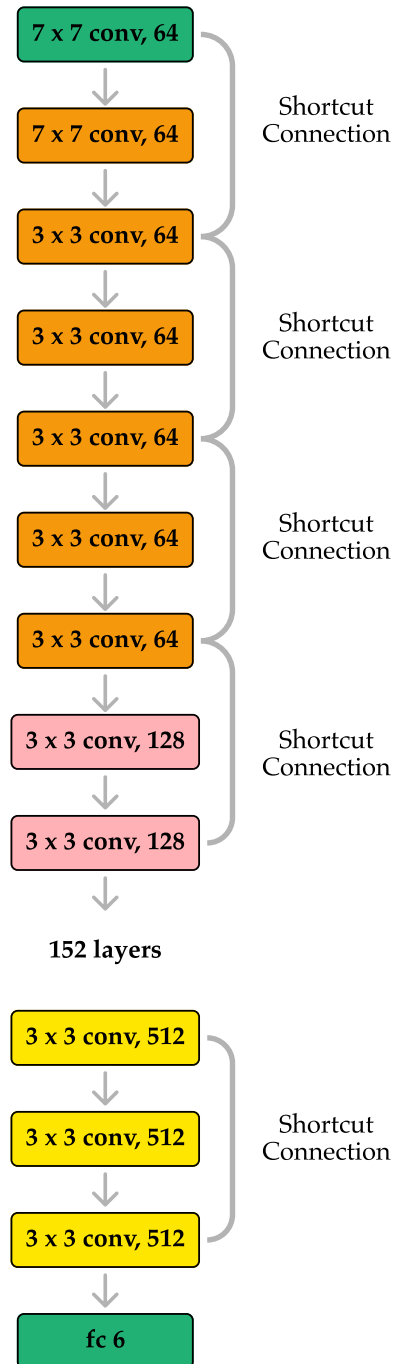 7 x 7 conv, 64
Shortcut
Connection
7 x 7 conv, 64
3 x 3 conv, 64
3 x 3 conv, 64
Shortcut
Connection
3 x 3 conv, 64
3 x 3 conv, 64
Shortcut
Connection
3 x 3 conv, 64
3 x 3 conv, 128
Shortcut
Connection
3 x 3 conv, 128
152 layers
3 x 3 conv, 512
3 x 3 conv, 512
Shortcut
Connection
3 x 3 conv, 512
fc 6